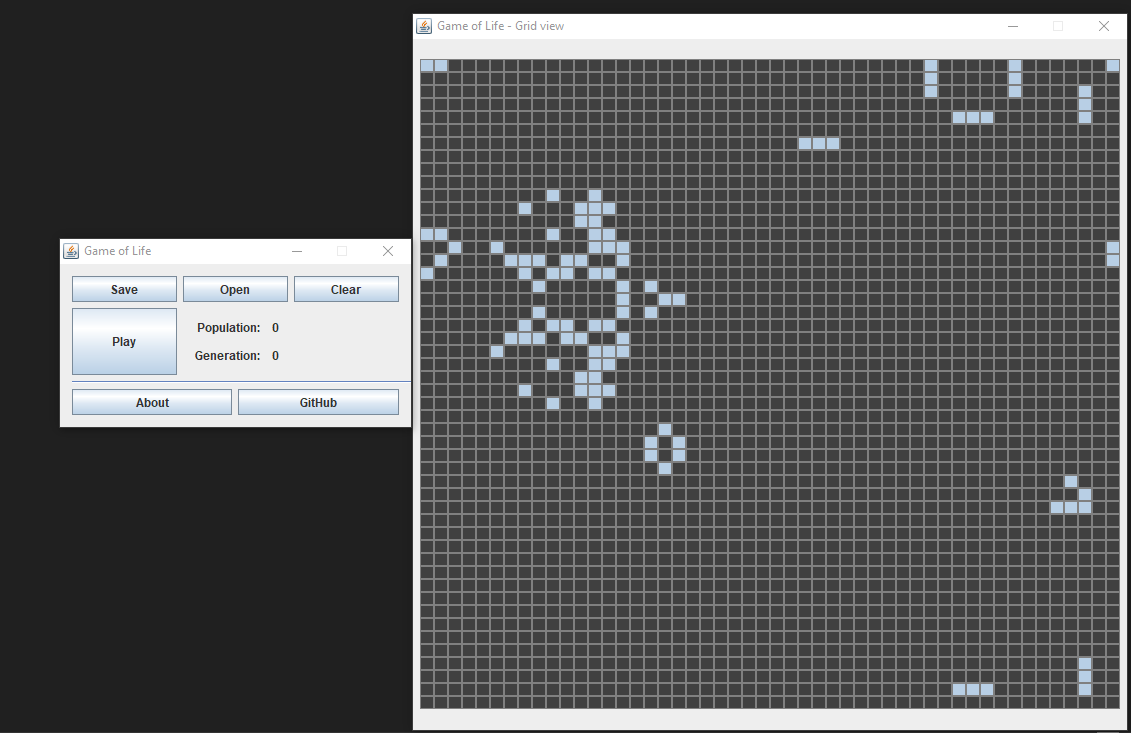 Game of Life - Grid view
Game of Life
Save Open Clear
Play
Population: 0
Generation: 0
About GitHub